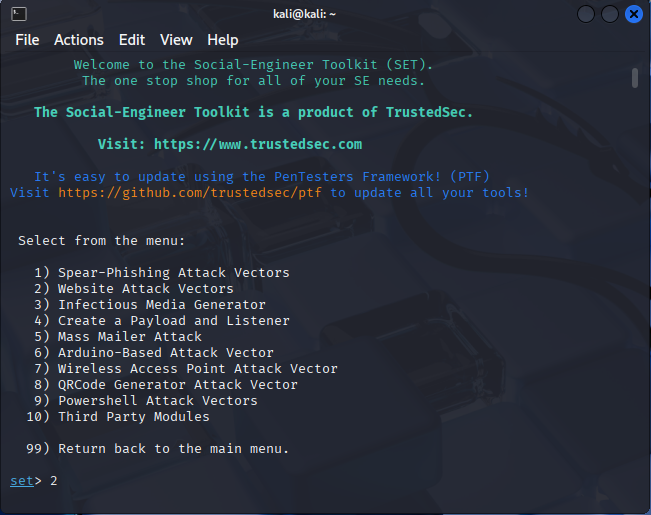 kali@kali: ~
File Actions Edit View Help
Welcome to the Social-Engineer Toolkit (SET).
The one stop shop for all of your SE needs.
The Social-Engineer Toolkit is a product of TrustedSec.
Visit: https://www.trustedsec.com
It's easy to update using the PenTesters Framework! (PTF)
Visit https://github.com/trustedsec/ptf to update all your tools!
Select from the menu:
1) Spear-Phishing Attack Vectors
2) Website Attack Vectors
3) Infectious Media Generator
4) Create a Payload and Listener
5) Mass Mailer Attack
6) Arduino-Based Attack Vector
7) Wireless Access Point Attack Vector
8) QRCode Generator Attack Vector
9) Powershell Attack Vectors
10) Third Party Modules
99) Return back to the main menu.
set> 2